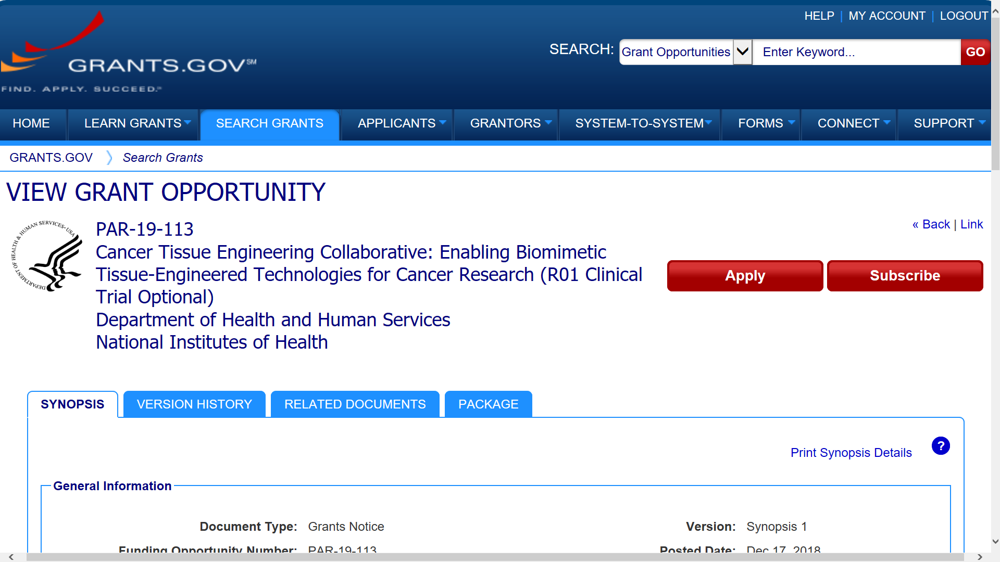 HELP | MY ACCOUNT | LOGOUT
SEARCH: Grant Opportunities Enter Keyword... GO
GRANTS.GOV℠
FIND. APPLY. SUCCEED.℠
HOME LEARN GRANTS SEARCH GRANTS APPLICANTS GRANTORS SYSTEM-TO-SYSTEM FORMS CONNECT SUPPORT
GRANTS.GOV 〉 Search Grants
VIEW GRANT OPPORTUNITY
DEPARTMENT OF HEALTH & HUMAN SERVICES • USA
PAR-19-113
« Back | Link
Cancer Tissue Engineering Collaborative: Enabling Biomimetic
Tissue-Engineered Technologies for Cancer Research (R01 Clinical
Trial Optional)
Department of Health and Human Services
National Institutes of Health
Apply Subscribe
SYNOPSIS VERSION HISTORY RELATED DOCUMENTS PACKAGE
Print Synopsis Details ?
General Information
Document Type: Grants Notice Version: Synopsis 1
Funding Opportunity Number: PAR-19-113 Posted Date: Dec 17, 2018